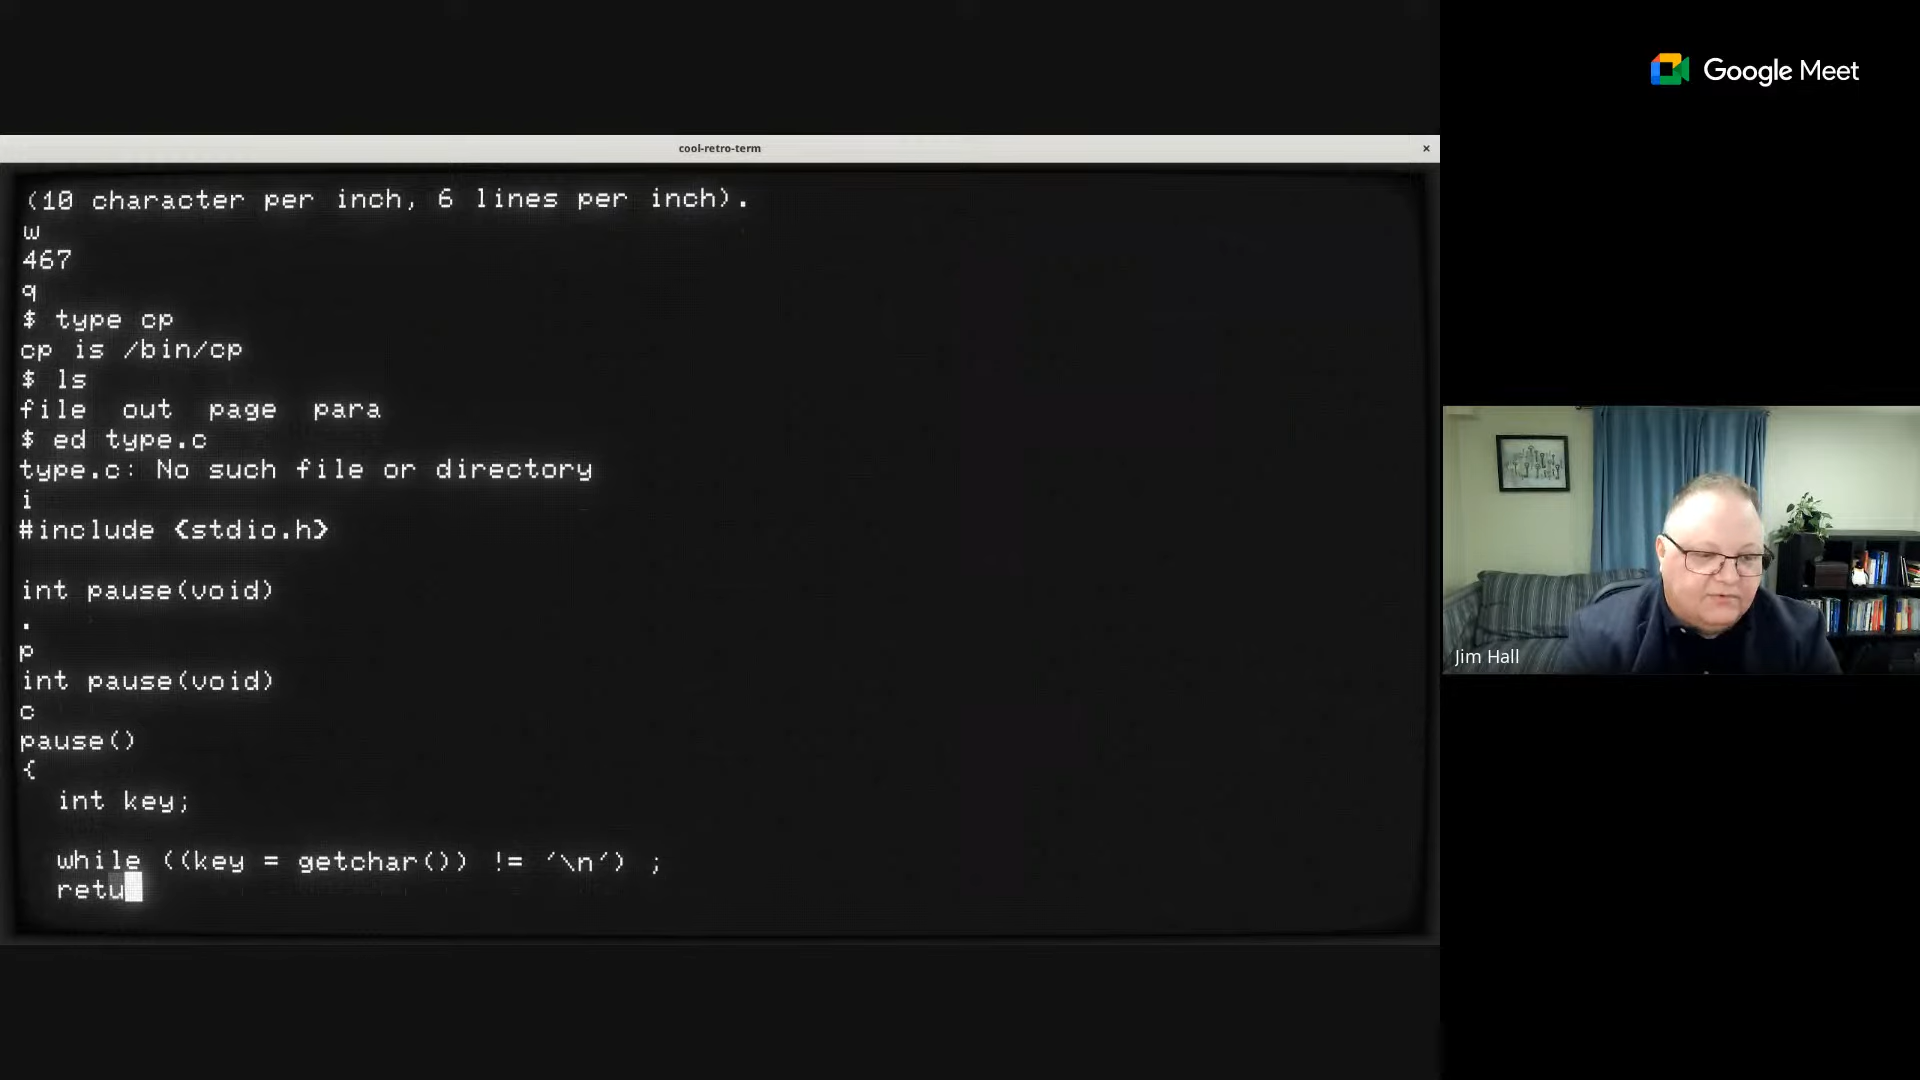 Google Meet
cool-retro-term ×
(10 character per inch, 6 lines per inch).
w
467
q
$ type cp
cp is /bin/cp
$ ls
file  out  page  para
$ ed type.c
type.c: No such file or directory
i
#include <stdio.h>
int pause(void)
.
p
int pause(void)
c
pause()
{
  int key;
  while ((key = getchar()) != '\n') ;
  retu
Jim Hall